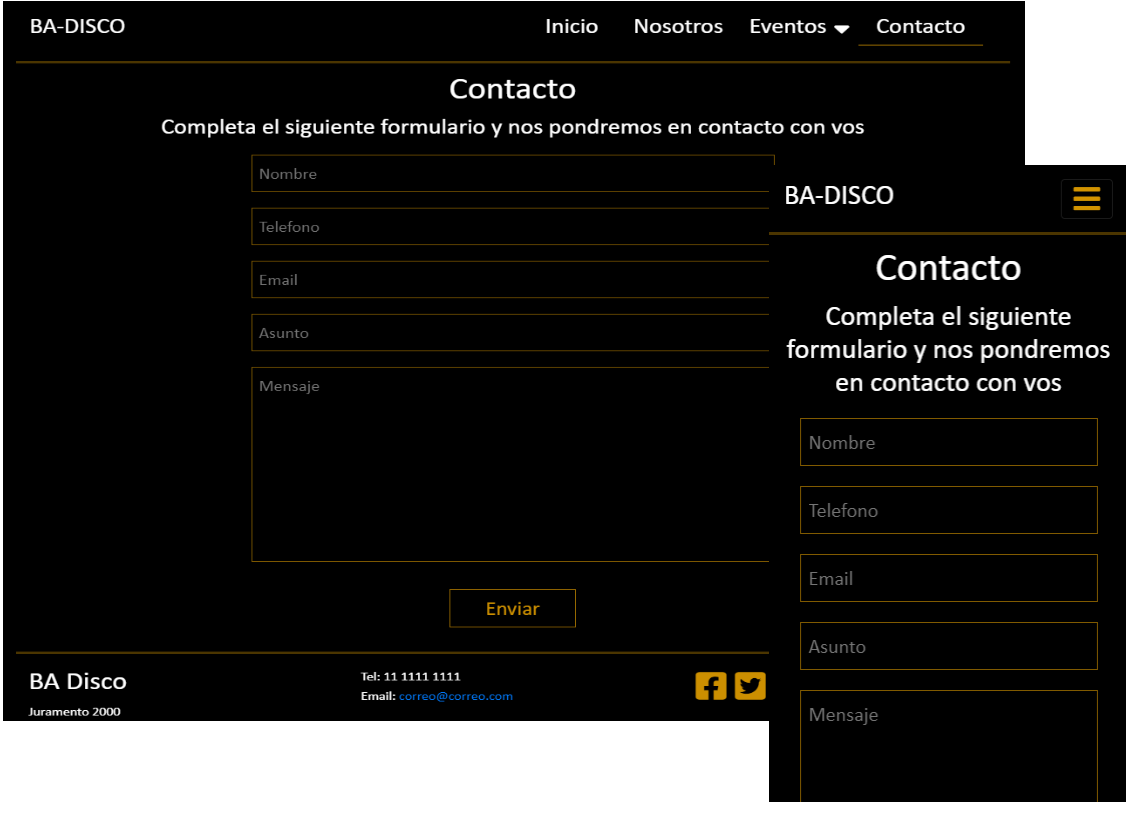 BA-DISCO
Inicio Nosotros Eventos Contacto
Contacto
Completa el siguiente formulario y nos pondremos en contacto con vos
Nombre
Telefono
Email
Asunto
Mensaje
Enviar
BA Disco
Juramento 2000
Tel: 11 1111 1111
Email: correo@correo.com
BA-DISCO
Contacto
Completa el siguiente
formulario y nos pondremos
en contacto con vos
Nombre
Telefono
Email
Asunto
Mensaje